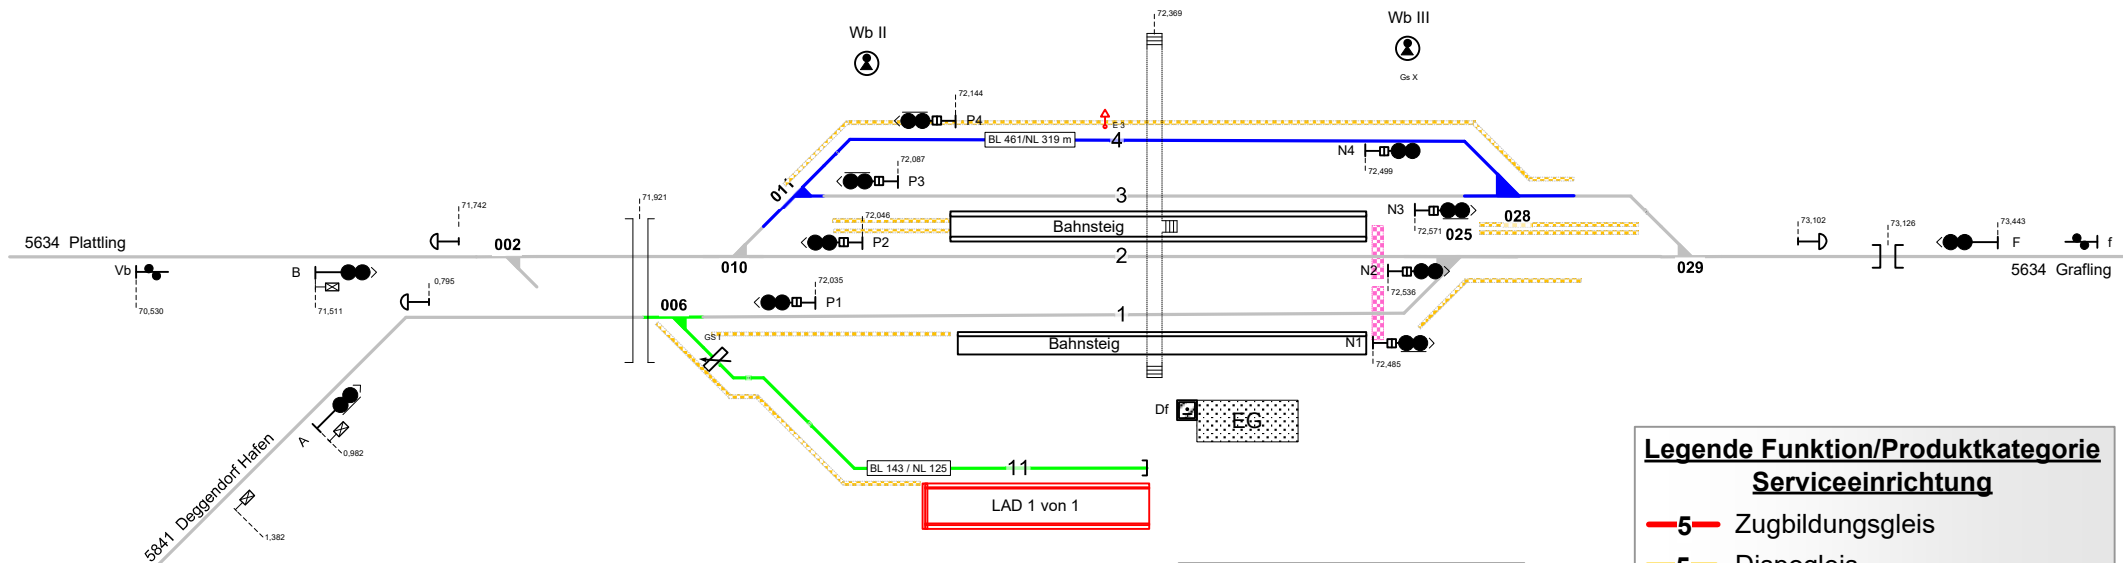 72,369
Wb II
Wb III
Gs X
72,144
P4
E 3
BL 461/NL 319 m
4
N4
72,499
72,087
P3
011
3
N3
72,571
028
025
71,921
71,742
72,046
P2
Bahnsteig
5634 Plattling
002
010
2
029
73,102
73,126
73,443
F
f
5634 Grafling
Vb
70,530
B
71,511
0,795
006
72,035
P1
1
N2
72,536
GS1
Bahnsteig
N1
72,485
A
0,982
5841 Deggendorf Hafen
1,382
Df
EG
BL 143 / NL 125
11
LAD 1 von 1
Legende Funktion/Produktkategorie
Serviceeinrichtung
5 Zugbildungsgleis
5 Dispogleis